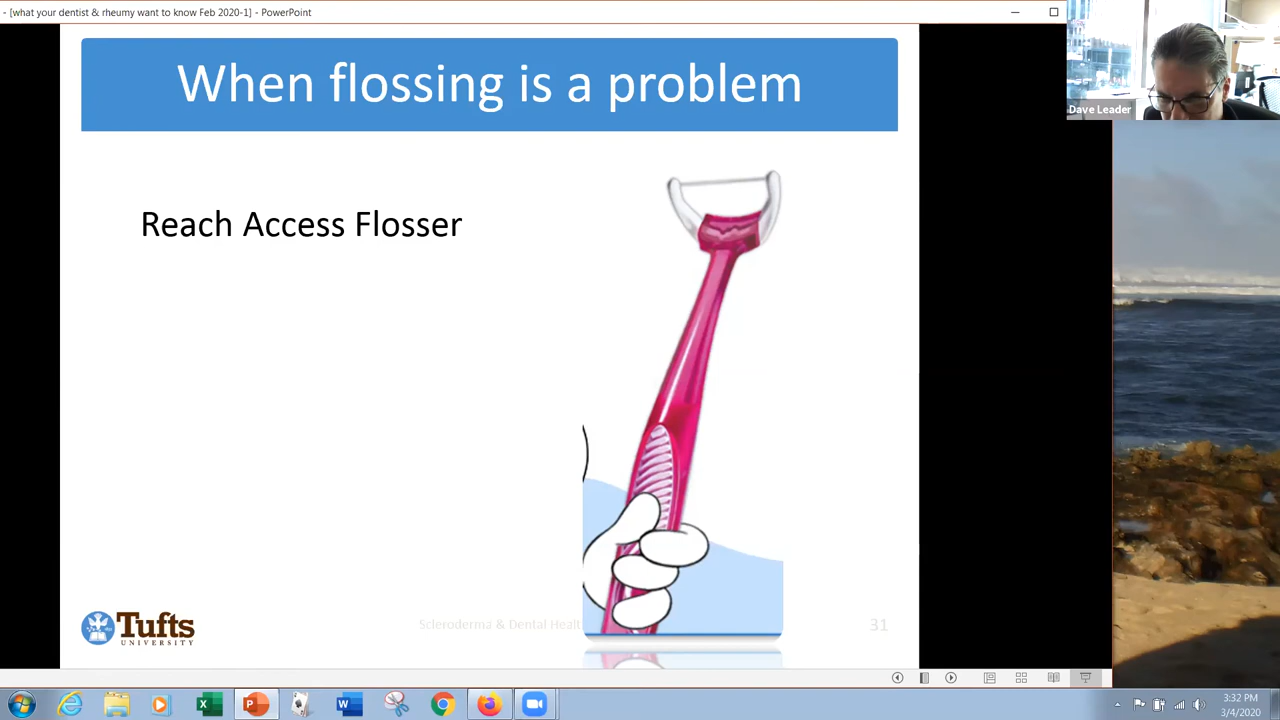 - [what your dentist & rheumy want to know Feb 2020-1] - PowerPoint
Dave Leader
When flossing is a problem
Reach Access Flosser
Tufts
UNIVERSITY
Scleroderma & Dental Healt
31
3:32 PM
3/4/2020